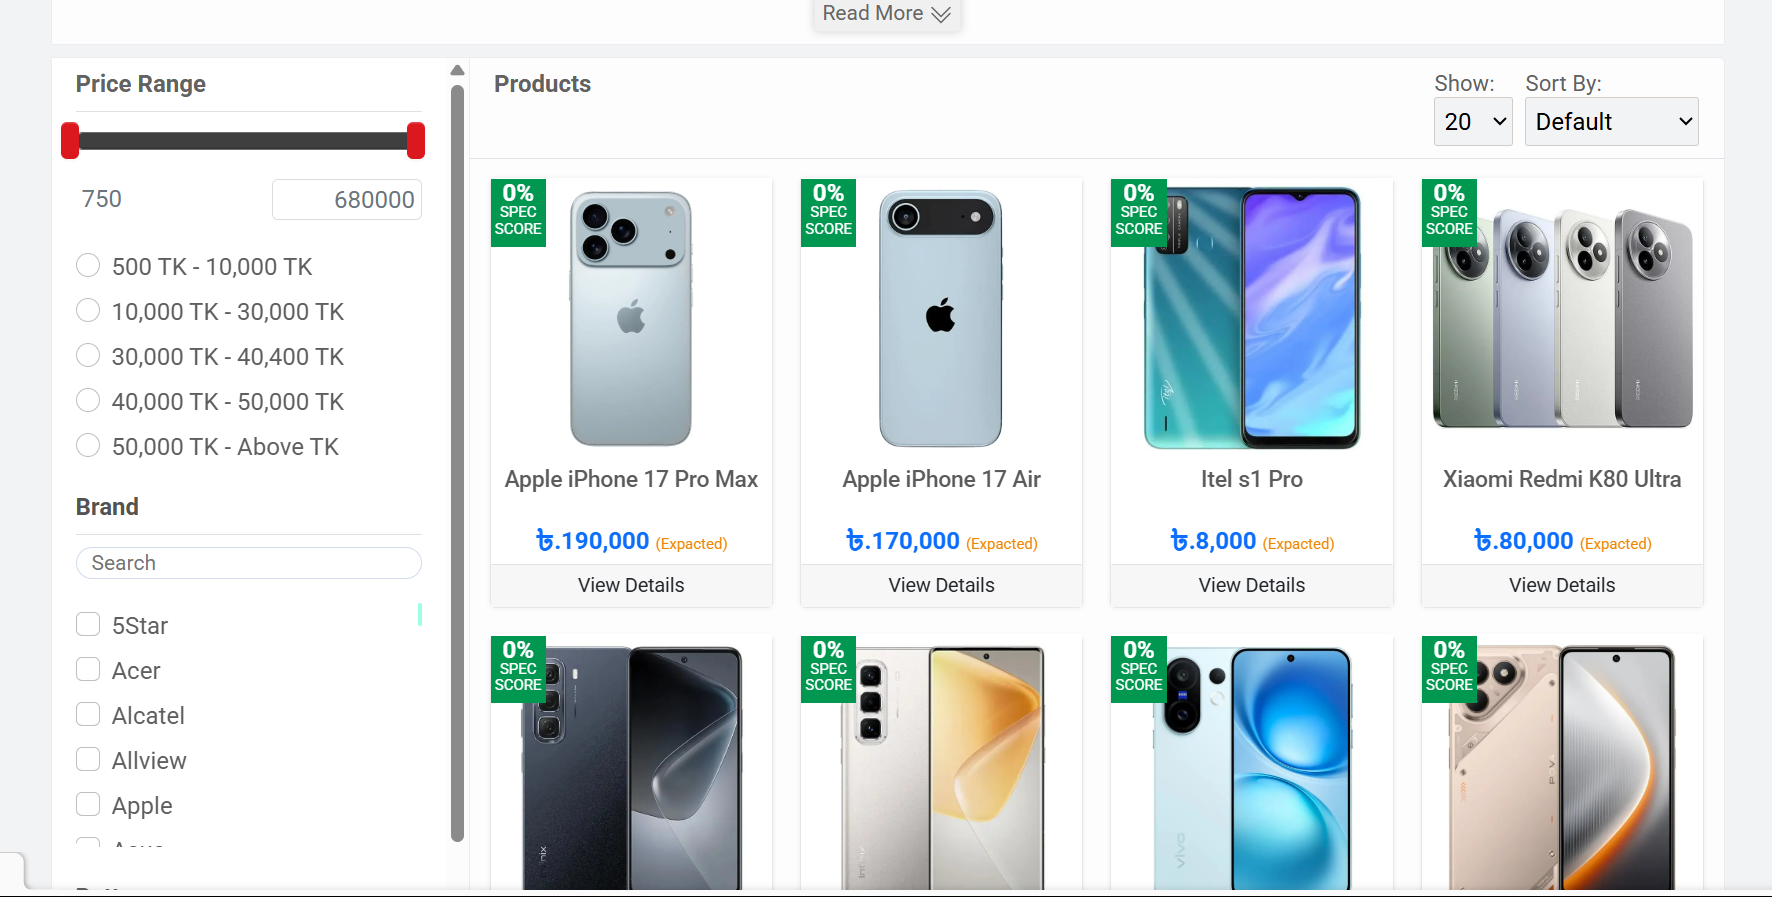 Read More
Price Range
750
680000
500 TK - 10,000 TK
10,000 TK - 30,000 TK
30,000 TK - 40,400 TK
40,000 TK - 50,000 TK
50,000 TK - Above TK
Brand
Search
5Star
Acer
Alcatel
Allview
Apple
Products
Show:
20
Sort By:
Default
0%
SPEC
SCORE
Apple iPhone 17 Pro Max
৳.190,000 (Expacted)
View Details
0%
SPEC
SCORE
Apple iPhone 17 Air
৳.170,000 (Expacted)
View Details
0%
SPEC
SCORE
itel
Itel s1 Pro
৳.8,000 (Expacted)
View Details
0%
SPEC
SCORE
Xiaomi Redmi K80 Ultra
৳.80,000 (Expacted)
View Details
0%
SPEC
SCORE
0%
SPEC
SCORE
0%
SPEC
SCORE
vivo
0%
SPEC
SCORE